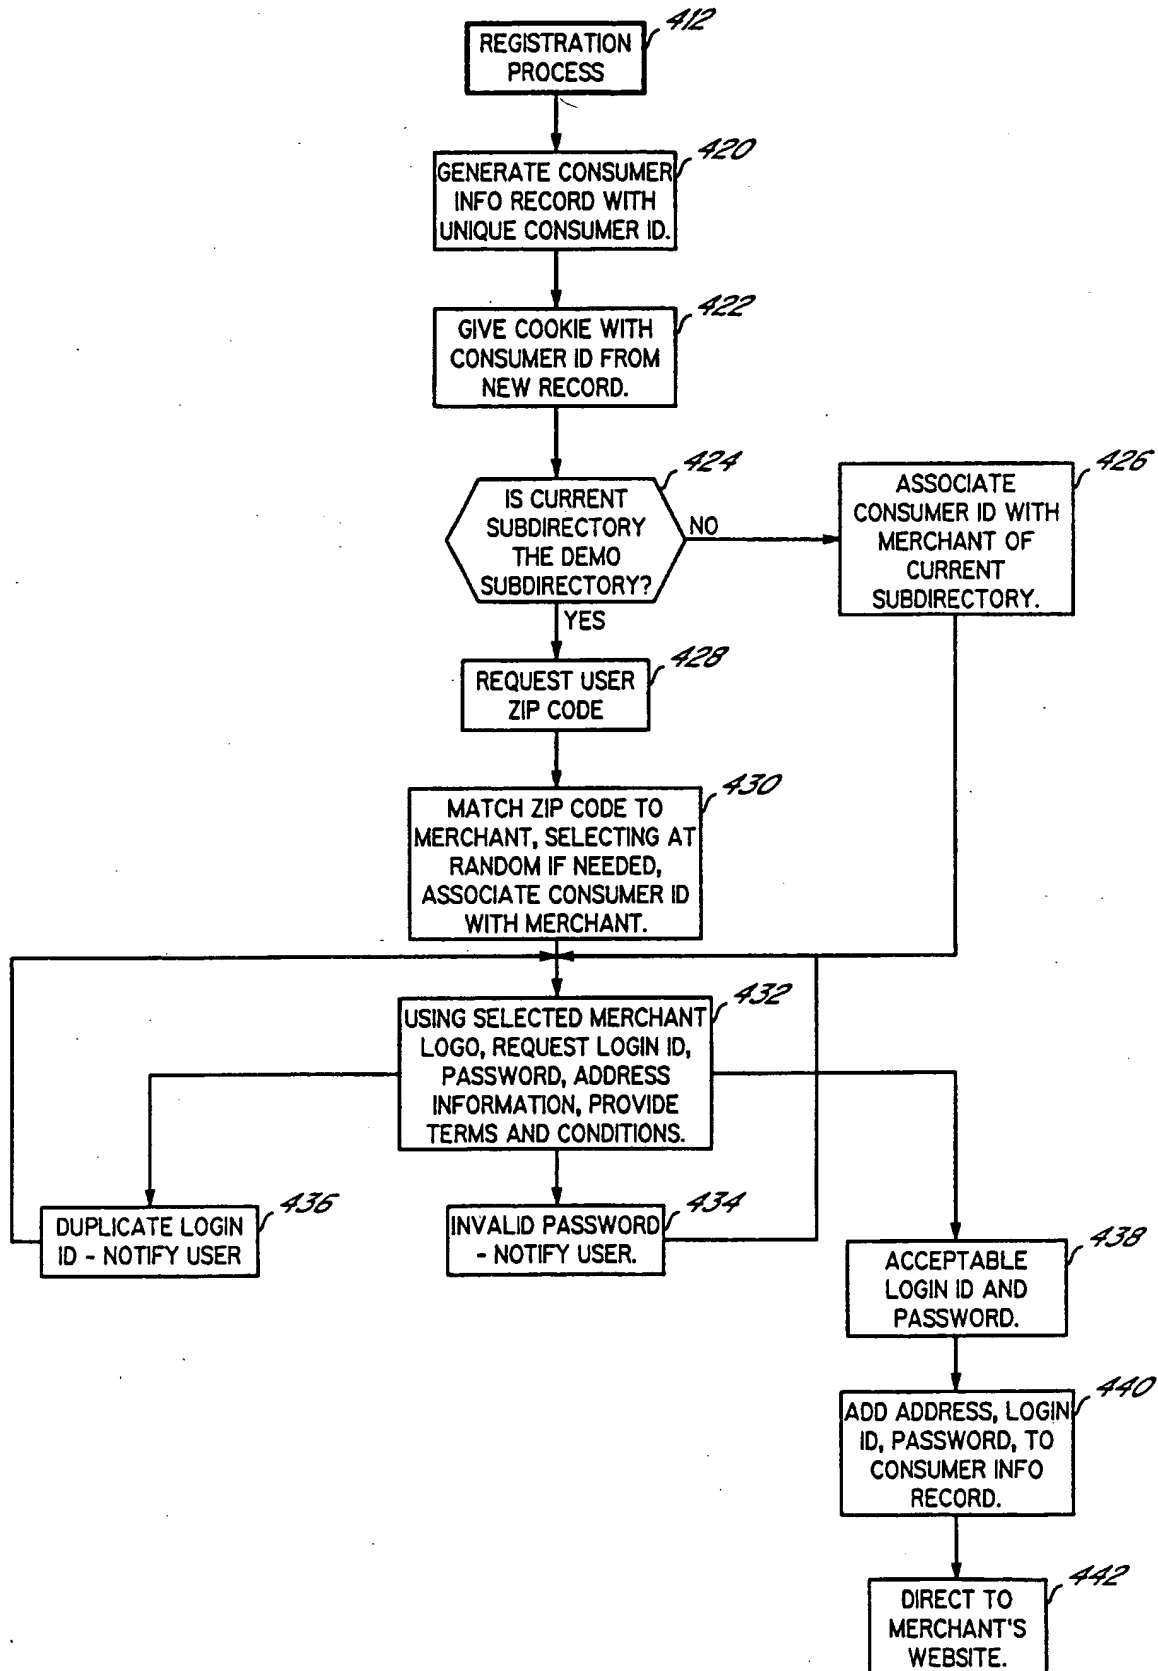 412
REGISTRATION
PROCESS
420
GENERATE CONSUMER
INFO RECORD WITH
UNIQUE CONSUMER ID.
422
GIVE COOKIE WITH
CONSUMER ID FROM
NEW RECORD.
424
IS CURRENT
SUBDIRECTORY
THE DEMO
SUBDIRECTORY?
NO
426
ASSOCIATE
CONSUMER ID WITH
MERCHANT OF
CURRENT
SUBDIRECTORY.
YES
428
REQUEST USER
ZIP CODE
430
MATCH ZIP CODE TO
MERCHANT, SELECTING AT
RANDOM IF NEEDED,
ASSOCIATE CONSUMER ID
WITH MERCHANT.
432
USING SELECTED MERCHANT
LOGO, REQUEST LOGIN ID,
PASSWORD, ADDRESS
INFORMATION, PROVIDE
TERMS AND CONDITIONS.
436
DUPLICATE LOGIN
ID - NOTIFY USER
434
INVALID PASSWORD
- NOTIFY USER.
438
ACCEPTABLE
LOGIN ID AND
PASSWORD.
440
ADD ADDRESS, LOGIN
ID, PASSWORD, TO
CONSUMER INFO
RECORD.
442
DIRECT TO
MERCHANT'S
WEBSITE.